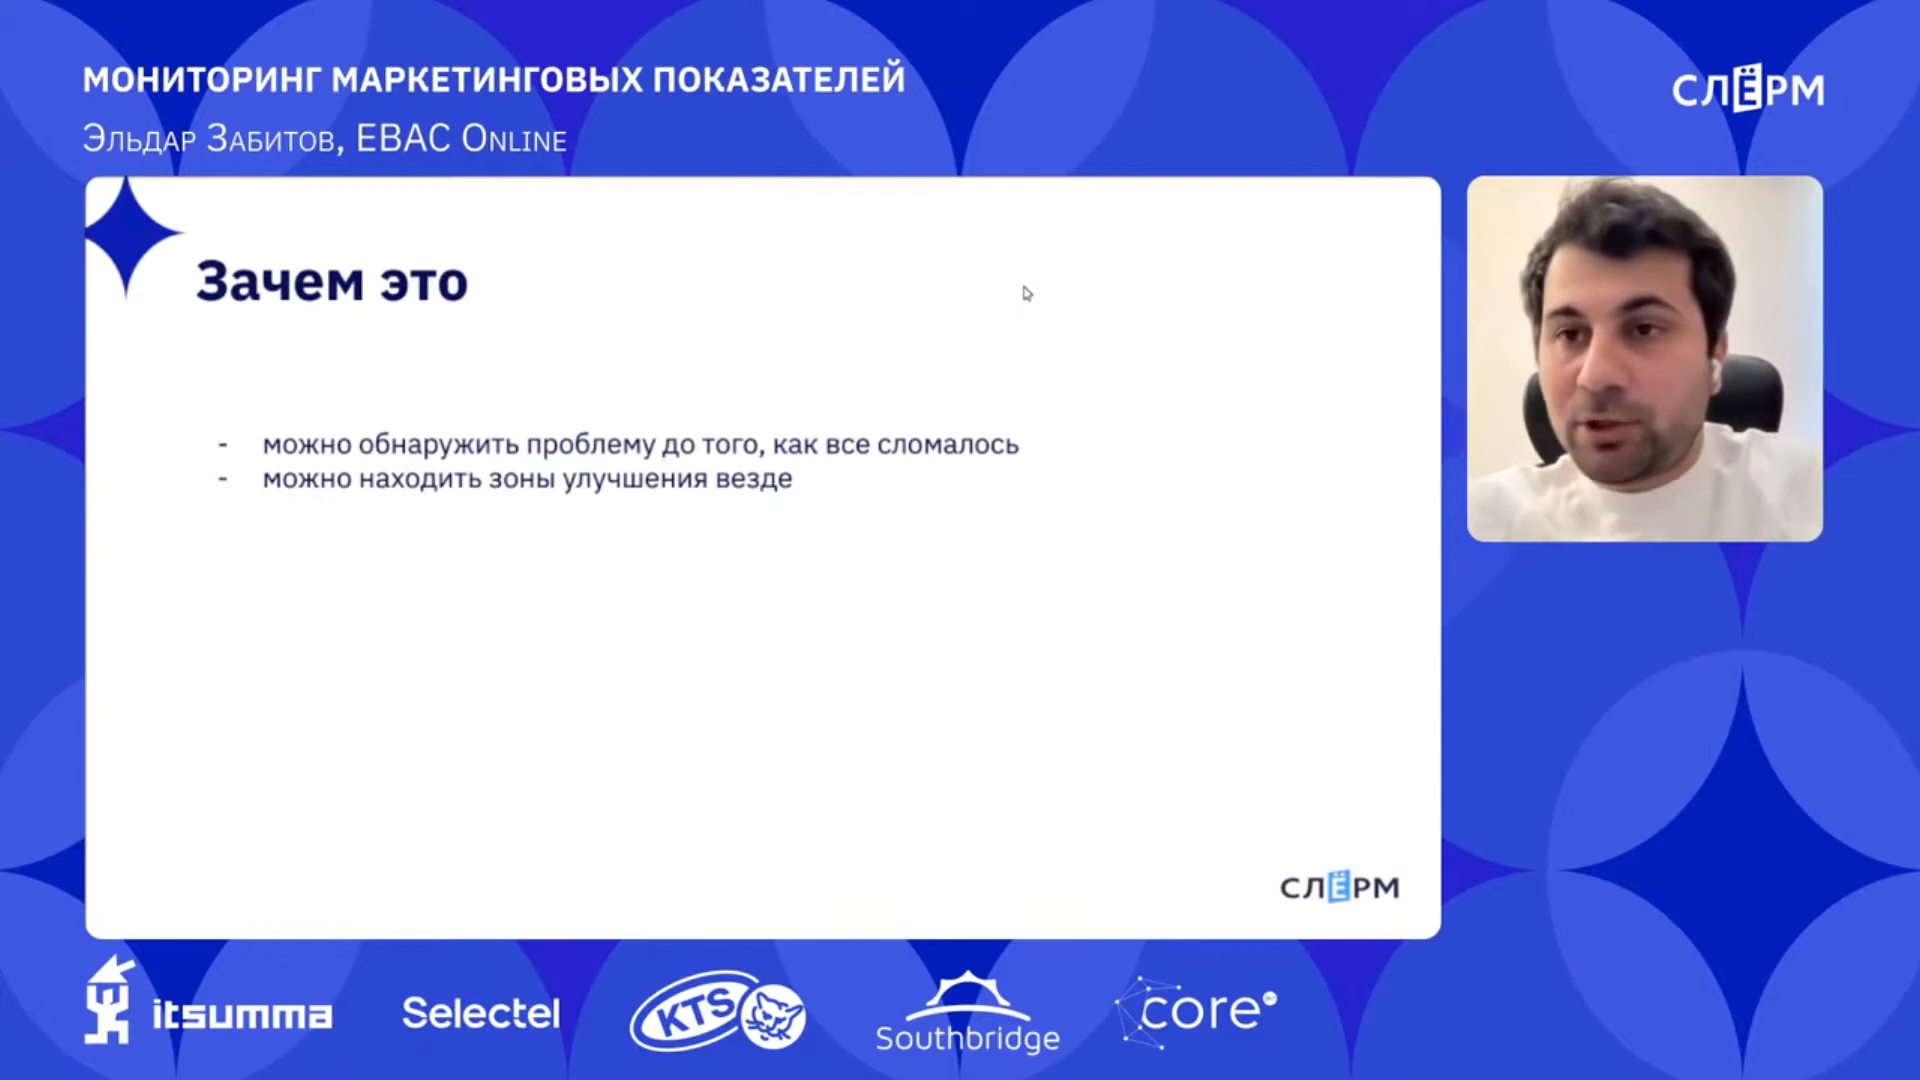 МОНИТОРИНГ МАРКЕТИНГОВЫХ ПОКАЗАТЕЛЕЙ
Эльдар Забитов, EBAC Online
СЛЁРМ
Зачем это
- можно обнаружить проблему до того, как все сломалось
- можно находить зоны улучшения везде
СЛЁРМ
itsumma
Selectel
KTS
Southbridge
core